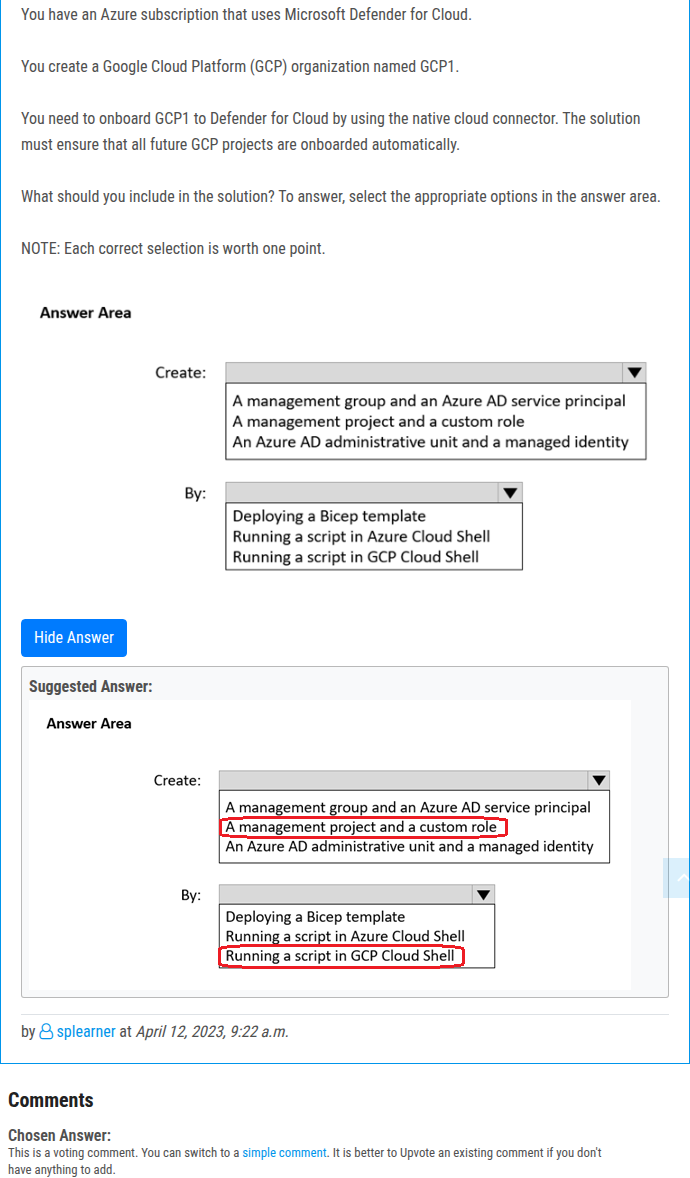 You have an Azure subscription that uses Microsoft Defender for Cloud.
You create a Google Cloud Platform (GCP) organization named GCP1.
You need to onboard GCP1 to Defender for Cloud by using the native cloud connector. The solution
must ensure that all future GCP projects are onboarded automatically.
What should you include in the solution? To answer, select the appropriate options in the answer area.
NOTE: Each correct selection is worth one point.
Answer Area
Create:
A management group and an Azure AD service principal
A management project and a custom role
An Azure AD administrative unit and a managed identity
By:
Deploying a Bicep template
Running a script in Azure Cloud Shell
Running a script in GCP Cloud Shell
Hide Answer
Suggested Answer:
Answer Area
Create:
A management group and an Azure AD service principal
A management project and a custom role
An Azure AD administrative unit and a managed identity
By:
Deploying a Bicep template
Running a script in Azure Cloud Shell
Running a script in GCP Cloud Shell
by splearner at April 12, 2023, 9:22 a.m.
Comments
Chosen Answer:
This is a voting comment. You can switch to a simple comment. It is better to Upvote an existing comment if you don't
have anything to add.